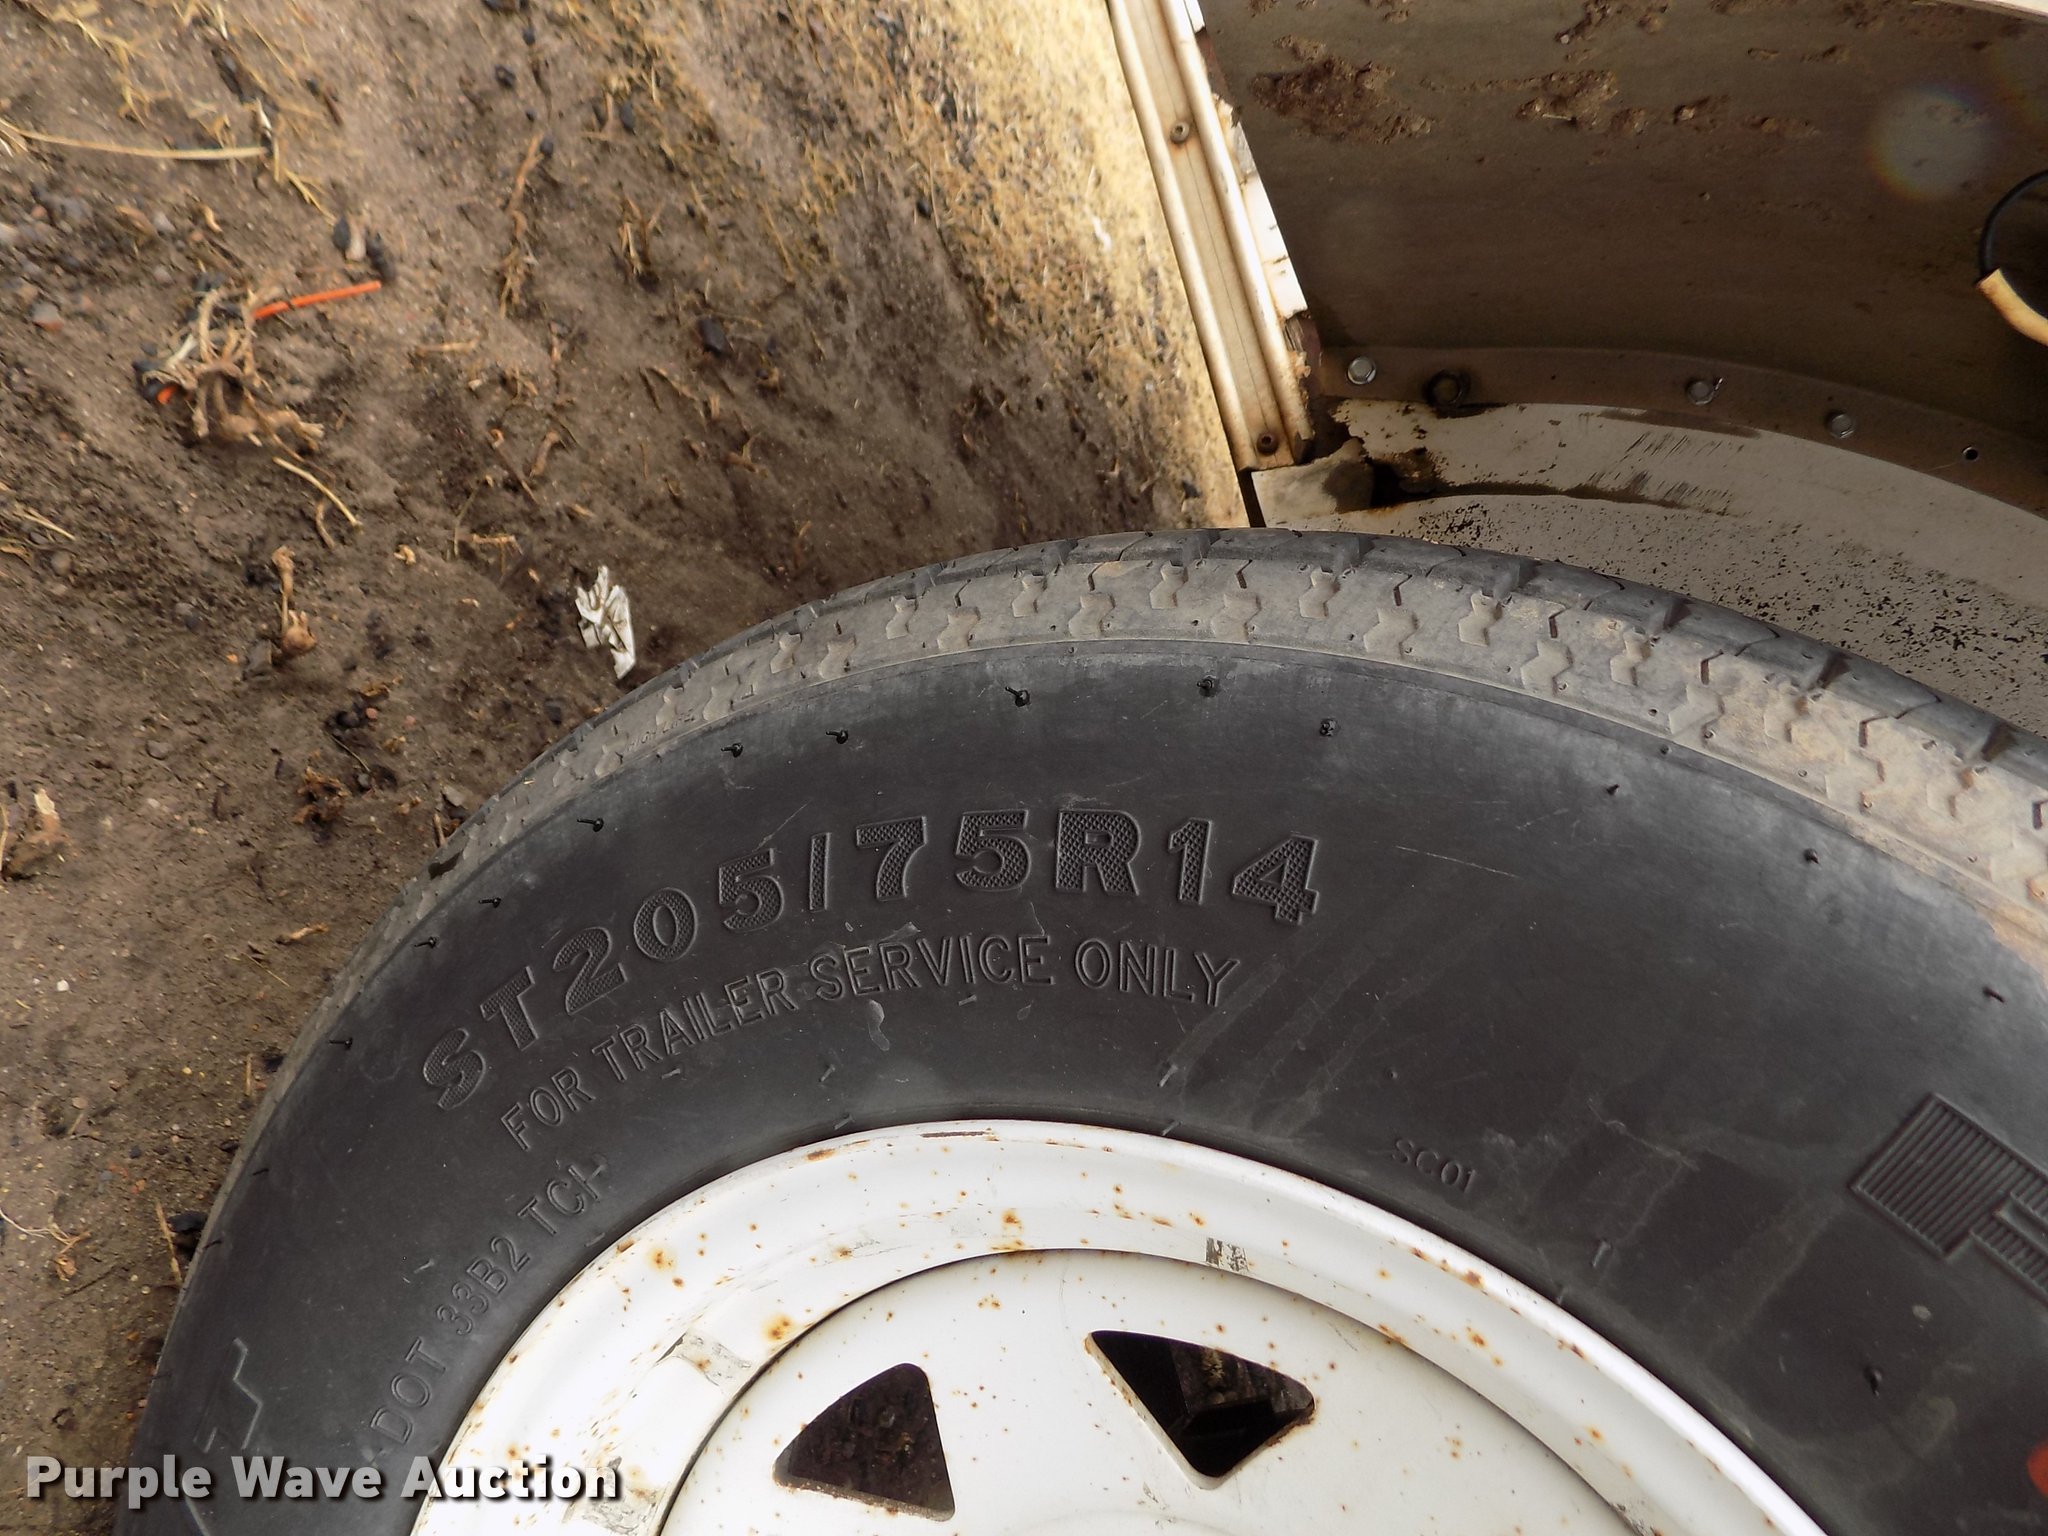 ST205/75R14
FOR TRAILER SERVICE ONLY
DOT 33B2 TCH
SC01
Purple Wave Auction